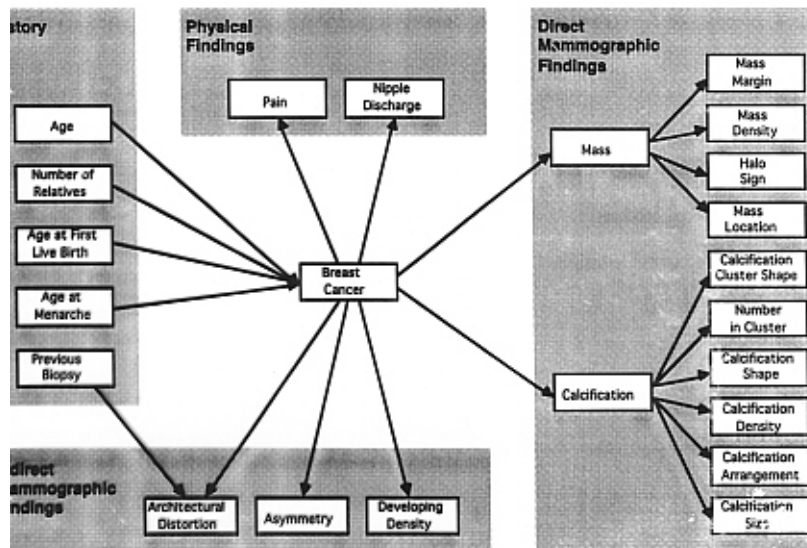 story
Age
Number of
Relatives
Age at First
Live Birth
Age at
Menarche
Previous
Biopsy
Physical
Findings
Pain
Nipple
Discharge
Breast
Cancer
direct
ammographic
ndings
Architectural
Distortion
Asymmetry
Developing
Density
Direct
Mammographic
Findings
Mass
Mass
Margin
Mass
Density
Halo
Sign
Mass
Location
Calcification
Calcification
Cluster Shape
Number
in Cluster
Calcification
Shape
Calcification
Density
Calcification
Arrangement
Calcification
Size